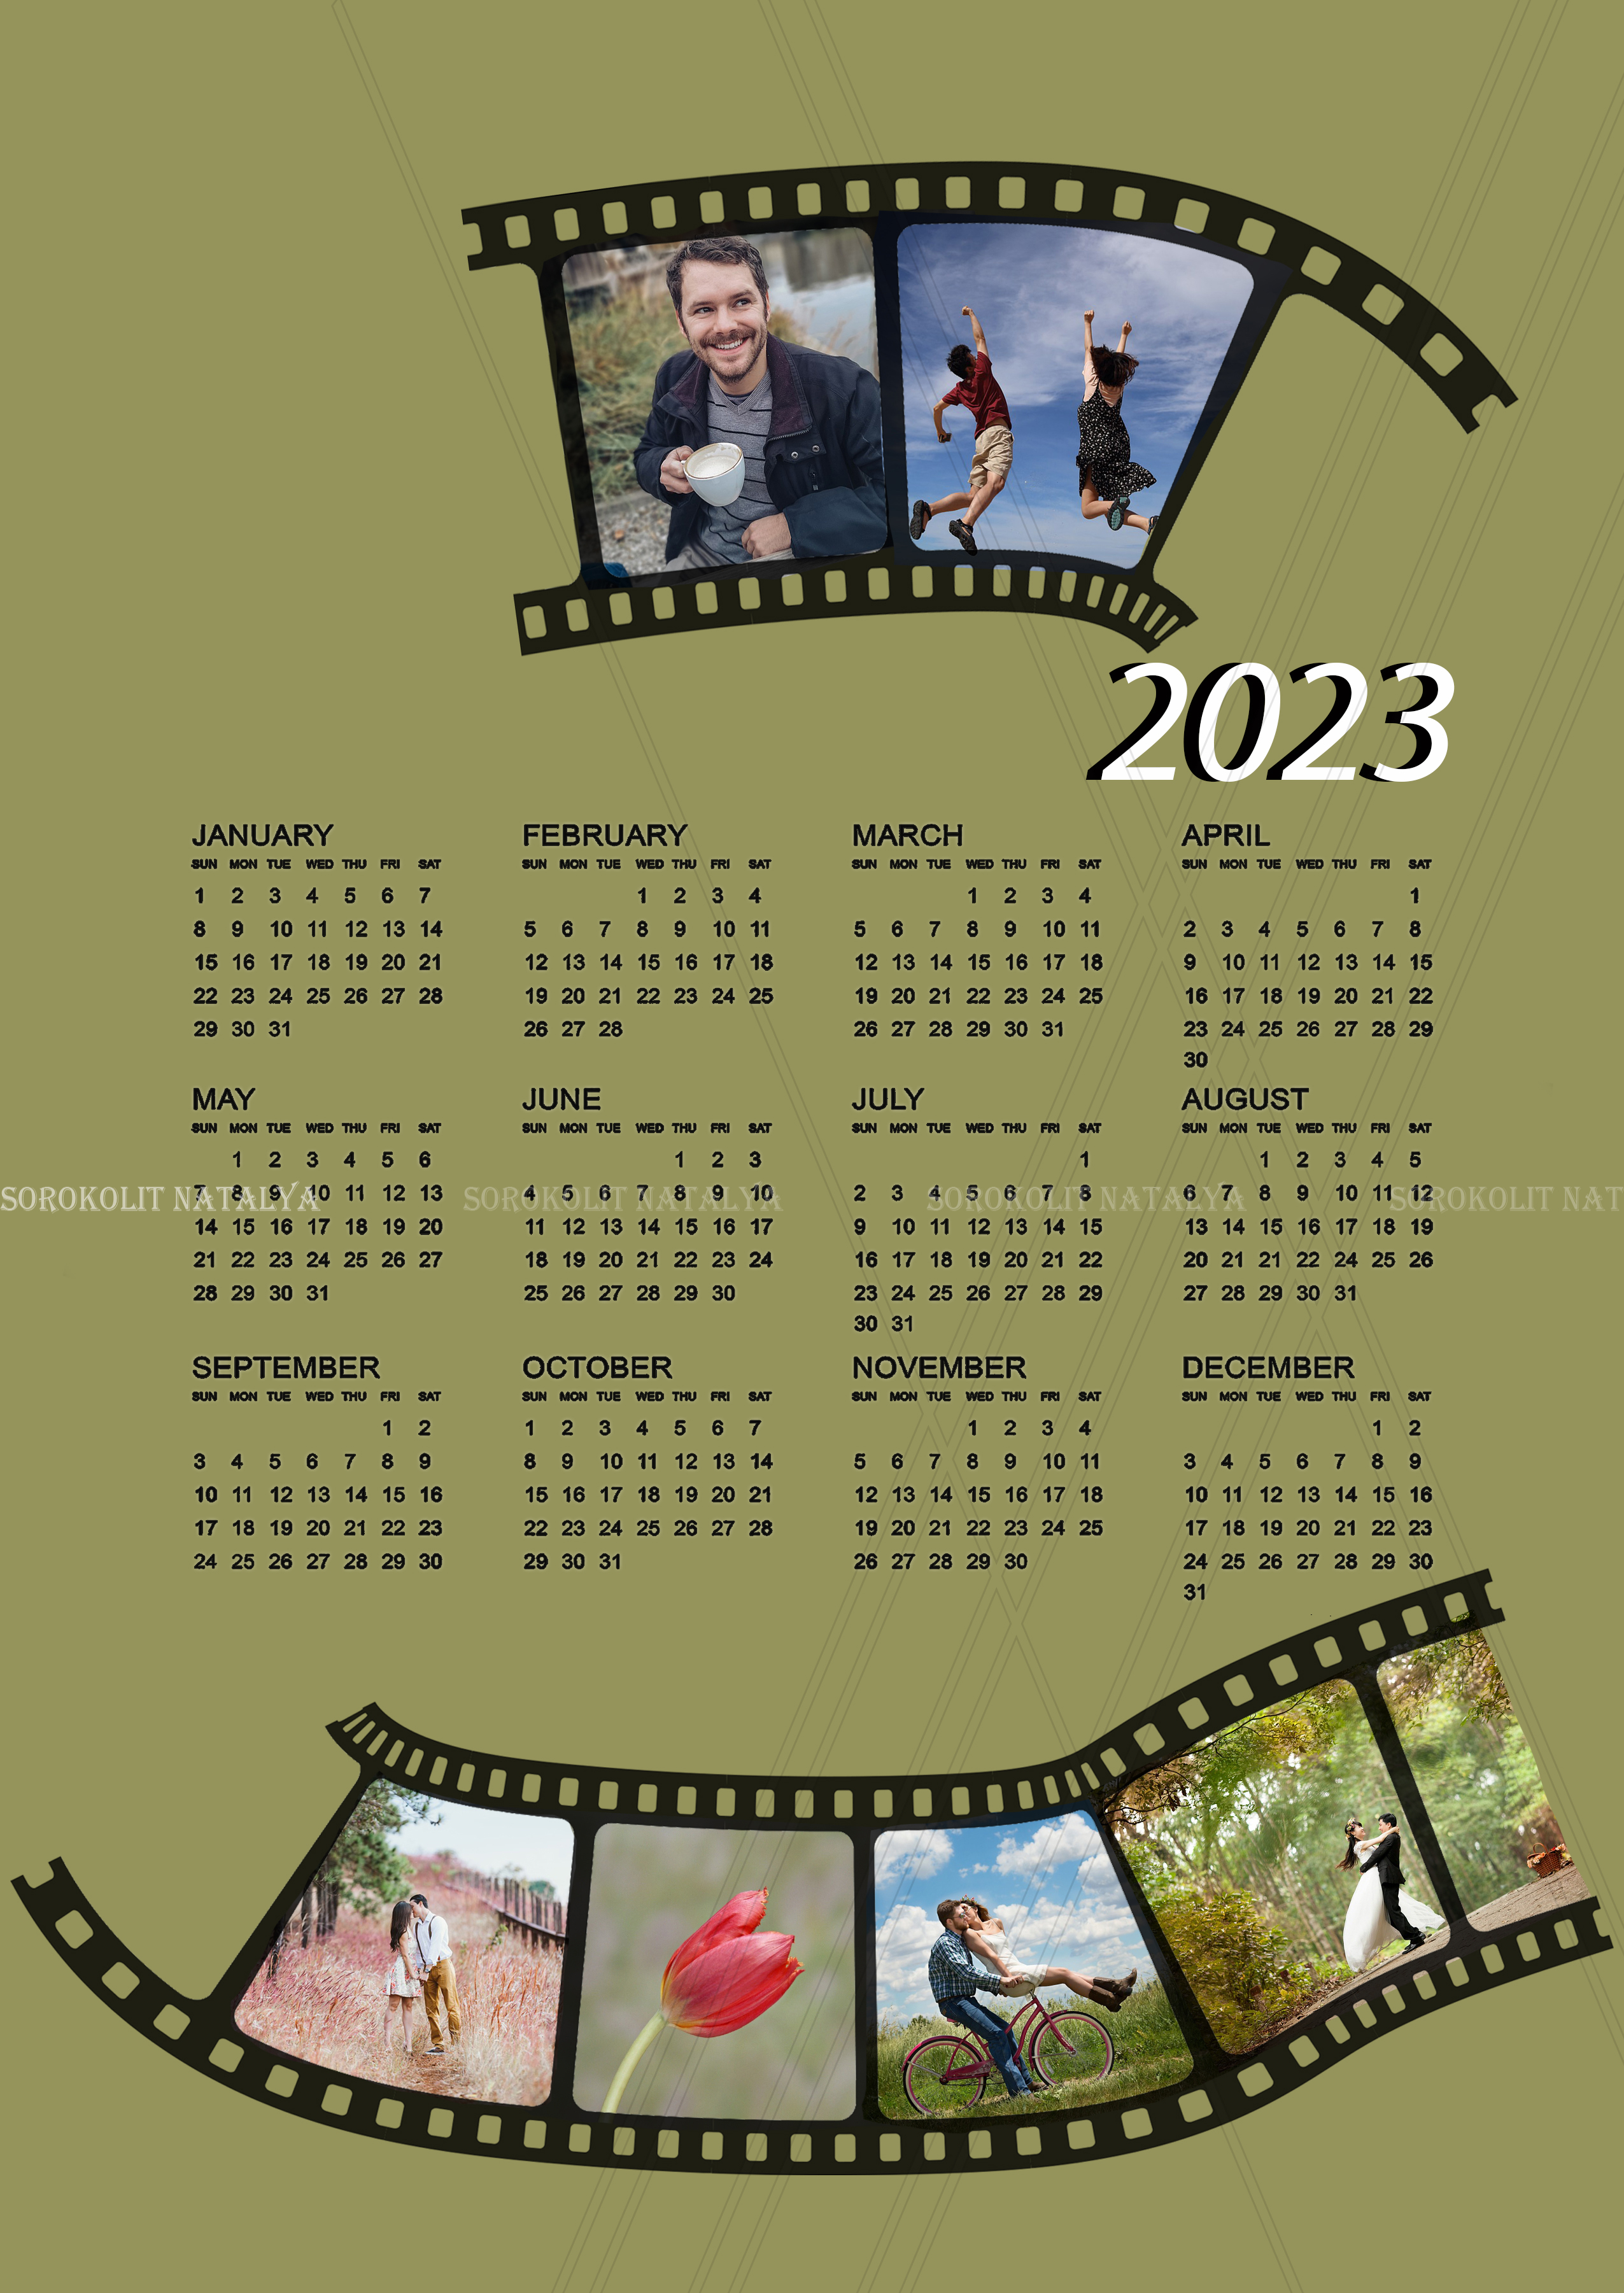 2023
JANUARY
SUN MON TUE WED THU FRI SAT
1 2 3 4 5 6 7
8 9 10 11 12 13 14
15 16 17 18 19 20 21
22 23 24 25 26 27 28
29 30 31
FEBRUARY
SUN MON TUE WED THU FRI SAT
1 2 3 4
5 6 7 8 9 10 11
12 13 14 15 16 17 18
19 20 21 22 23 24 25
26 27 28
MARCH
SUN MON TUE WED THU FRI SAT
1 2 3 4
5 6 7 8 9 10 11
12 13 14 15 16 17 18
19 20 21 22 23 24 25
26 27 28 29 30 31
APRIL
SUN MON TUE WED THU FRI SAT
1
2 3 4 5 6 7 8
9 10 11 12 13 14 15
16 17 18 19 20 21 22
23 24 25 26 27 28 29
30
MAY
SUN MON TUE WED THU FRI SAT
1 2 3 4 5 6
7 8 9 10 11 12 13
14 15 16 17 18 19 20
21 22 23 24 25 26 27
28 29 30 31
JUNE
SUN MON TUE WED THU FRI SAT
1 2 3
4 5 6 7 8 9 10
11 12 13 14 15 16 17
18 19 20 21 22 23 24
25 26 27 28 29 30
JULY
SUN MON TUE WED THU FRI SAT
1
2 3 4 5 6 7 8
9 10 11 12 13 14 15
16 17 18 19 20 21 22
23 24 25 26 27 28 29
30 31
AUGUST
SUN MON TUE WED THU FRI SAT
1 2 3 4 5
6 7 8 9 10 11 12
13 14 15 16 17 18 19
20 21 21 22 24 25 26
27 28 29 30 31
SOROKOLIT NATALYA SOROKOLIT NATALYA SOROKOLIT NATALYA SOROKOLIT NAT
SEPTEMBER
SUN MON TUE WED THU FRI SAT
1 2
3 4 5 6 7 8 9
10 11 12 13 14 15 16
17 18 19 20 21 22 23
24 25 26 27 28 29 30
OCTOBER
SUN MON TUE WED THU FRI SAT
1 2 3 4 5 6 7
8 9 10 11 12 13 14
15 16 17 18 19 20 21
22 23 24 25 26 27 28
29 30 31
NOVEMBER
SUN MON TUE WED THU FRI SAT
1 2 3 4
5 6 7 8 9 10 11
12 13 14 15 16 17 18
19 20 21 22 23 24 25
26 27 28 29 30
DECEMBER
SUN MON TUE WED THU FRI SAT
1 2
3 4 5 6 7 8 9
10 11 12 13 14 15 16
17 18 19 20 21 22 23
24 25 26 27 28 29 30
31